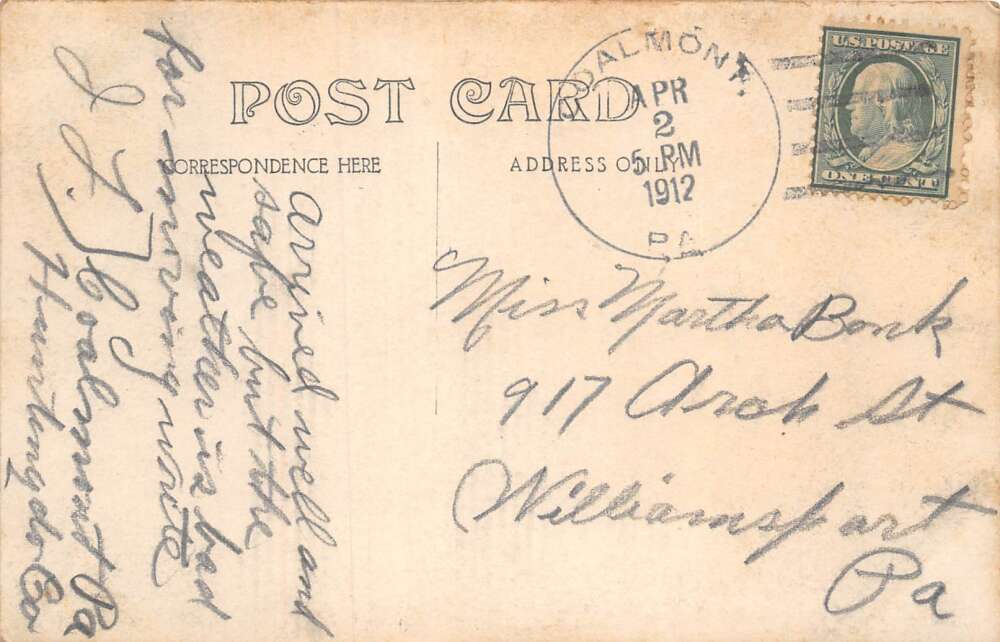 POST CARD
CORRESPONDENCE HERE
ADDRESS ONLY
COALMONT
APR
2
5 PM
1912
PA
U.S. POSTAGE
ONE CENT
Miss Martha Bonk
917 Arch St
Williamsport
Pa
Arrived well and
safe but the
weather is bad
for moving write
Coalmont Pa
Huntingdon Co